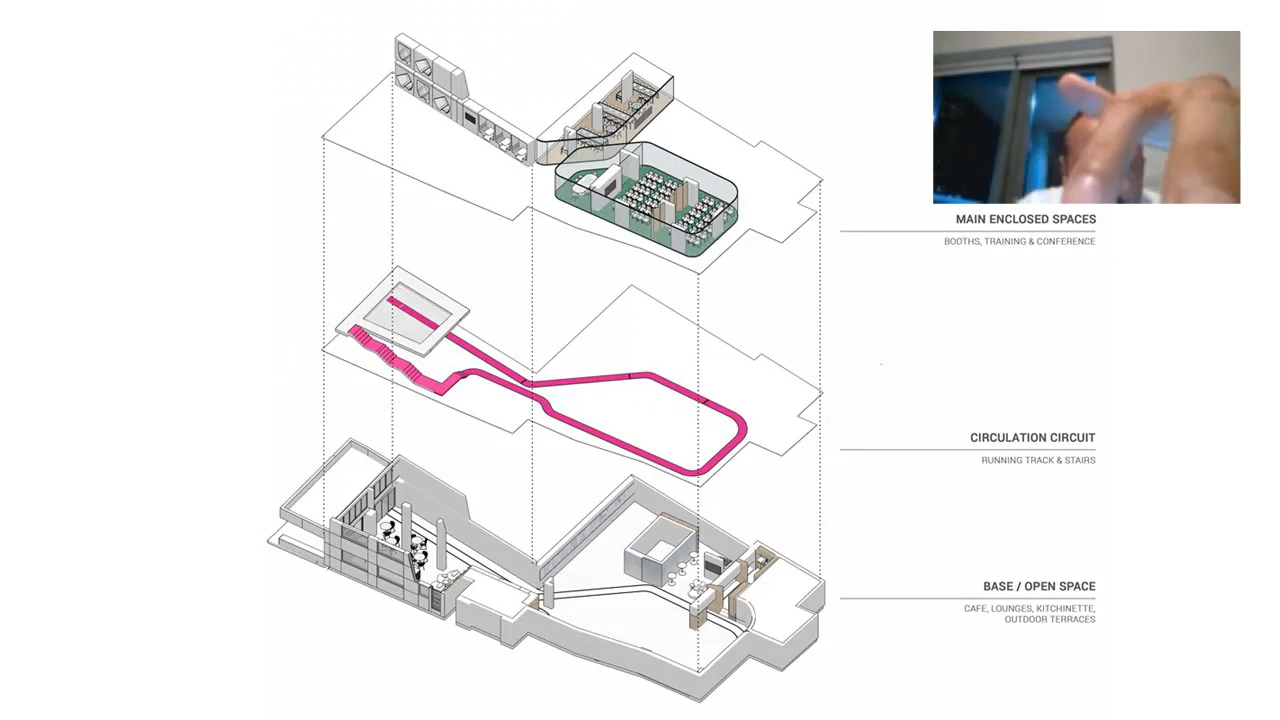 MAIN ENCLOSED SPACES
BOOTHS, TRAINING & CONFERENCE
CIRCULATION CIRCUIT
RUNNING TRACK & STAIRS
BASE / OPEN SPACE
CAFE, LOUNGES, KITCHINETTE,
OUTDOOR TERRACES